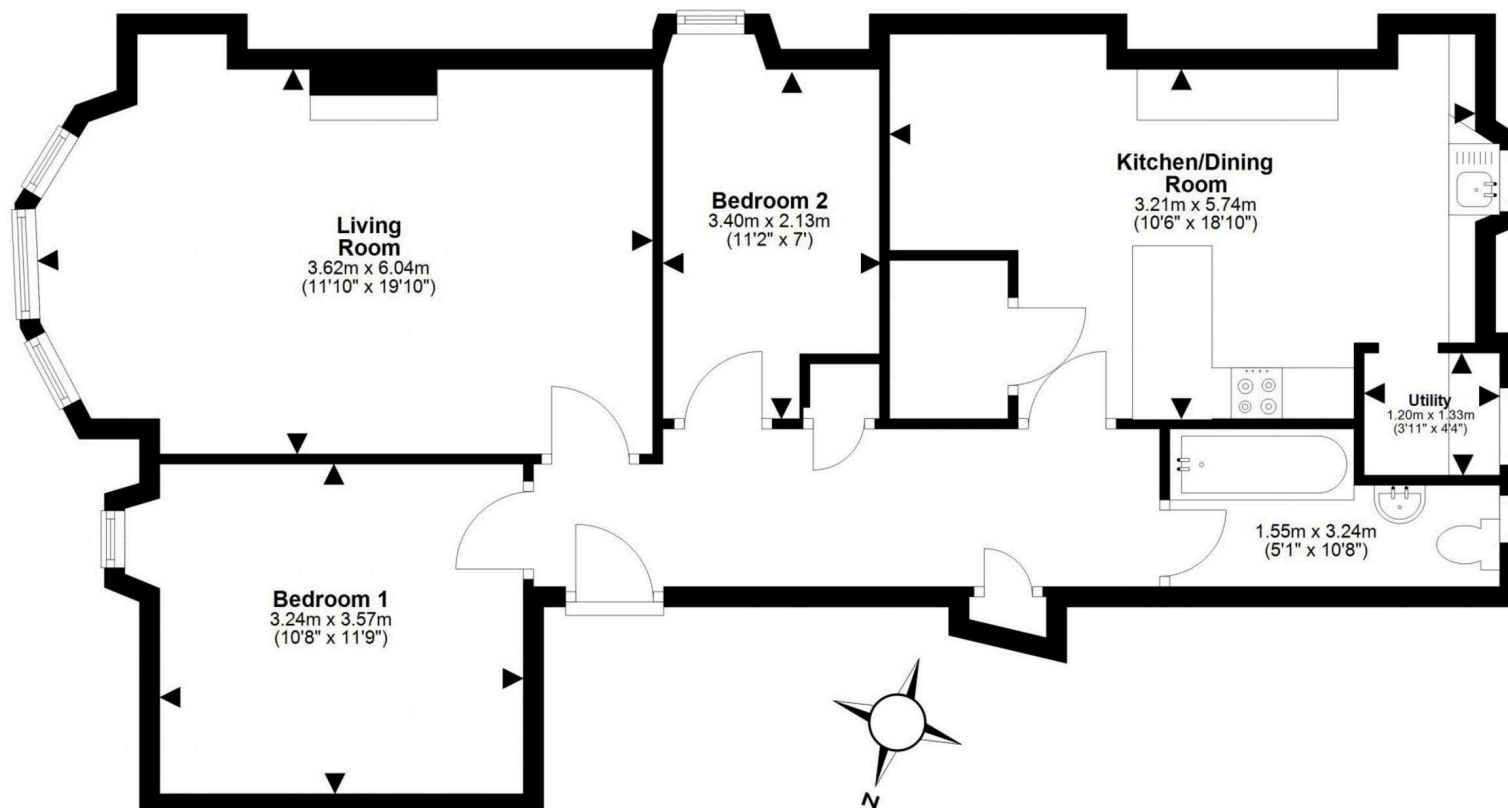 Living
Room
3.62m x 6.04m
(11'10" x 19'10")
Bedroom 2
3.40m x 2.13m
(11'2" x 7')
Kitchen/Dining
Room
3.21m x 5.74m
(10'6" x 18'10")
Utility
1.20m x 1.33m
(3'11" x 4'4")
1.55m x 3.24m
(5'1" x 10'8")
Bedroom 1
3.24m x 3.57m
(10'8" x 11'9")
N